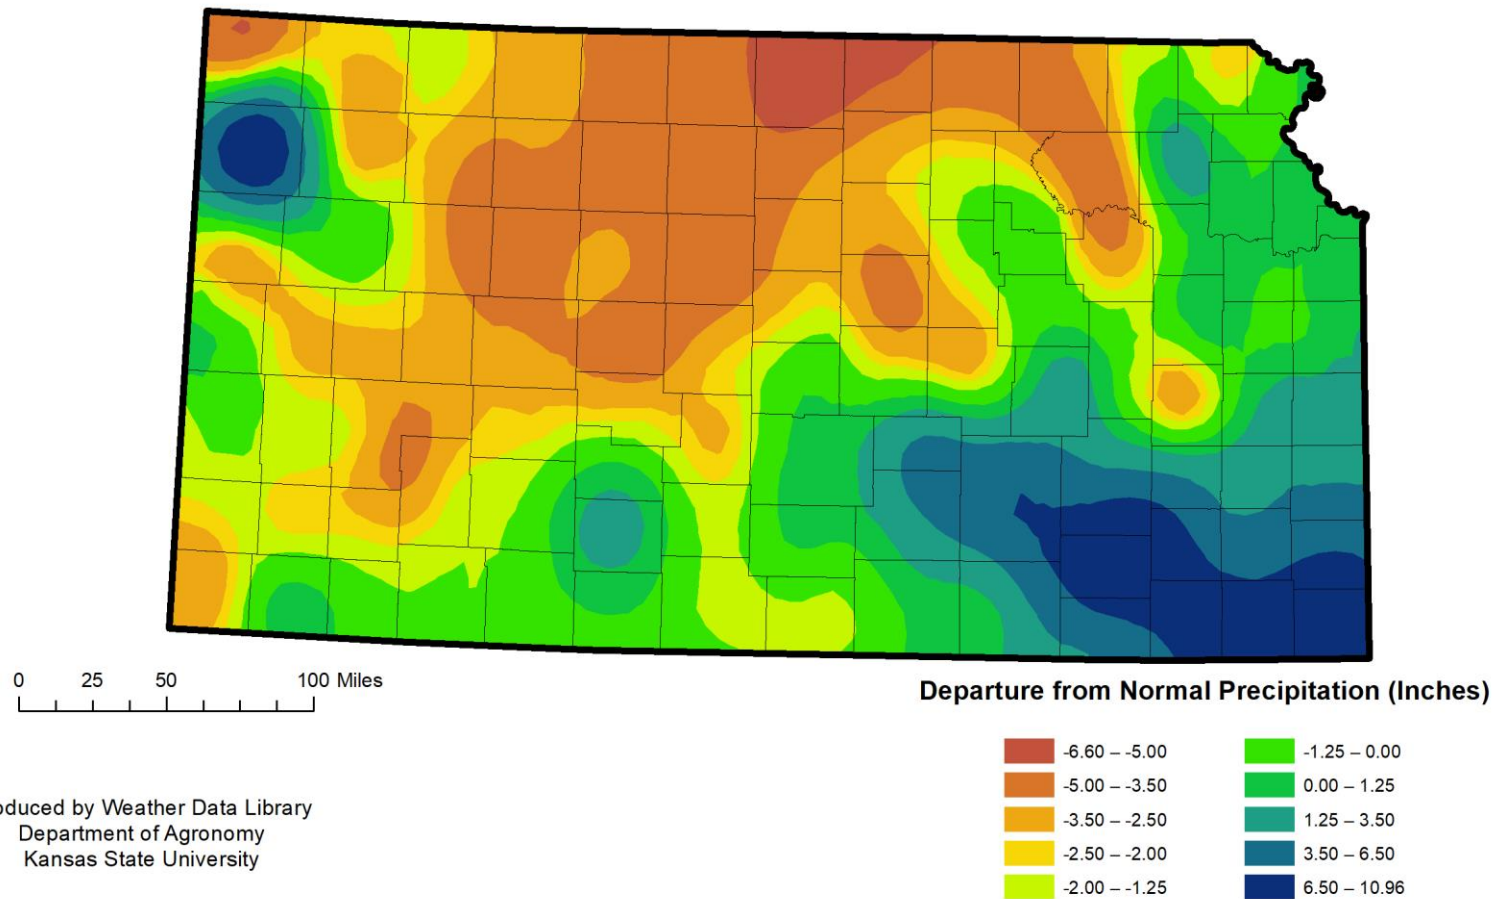 0 25 50 100 Miles
Departure from Normal Precipitation (Inches)
-6.60 – -5.00
-5.00 – -3.50
-3.50 – -2.50
-2.50 – -2.00
-2.00 – -1.25
-1.25 – 0.00
0.00 – 1.25
1.25 – 3.50
3.50 – 6.50
6.50 – 10.96
oduced by Weather Data Library
Department of Agronomy
Kansas State University